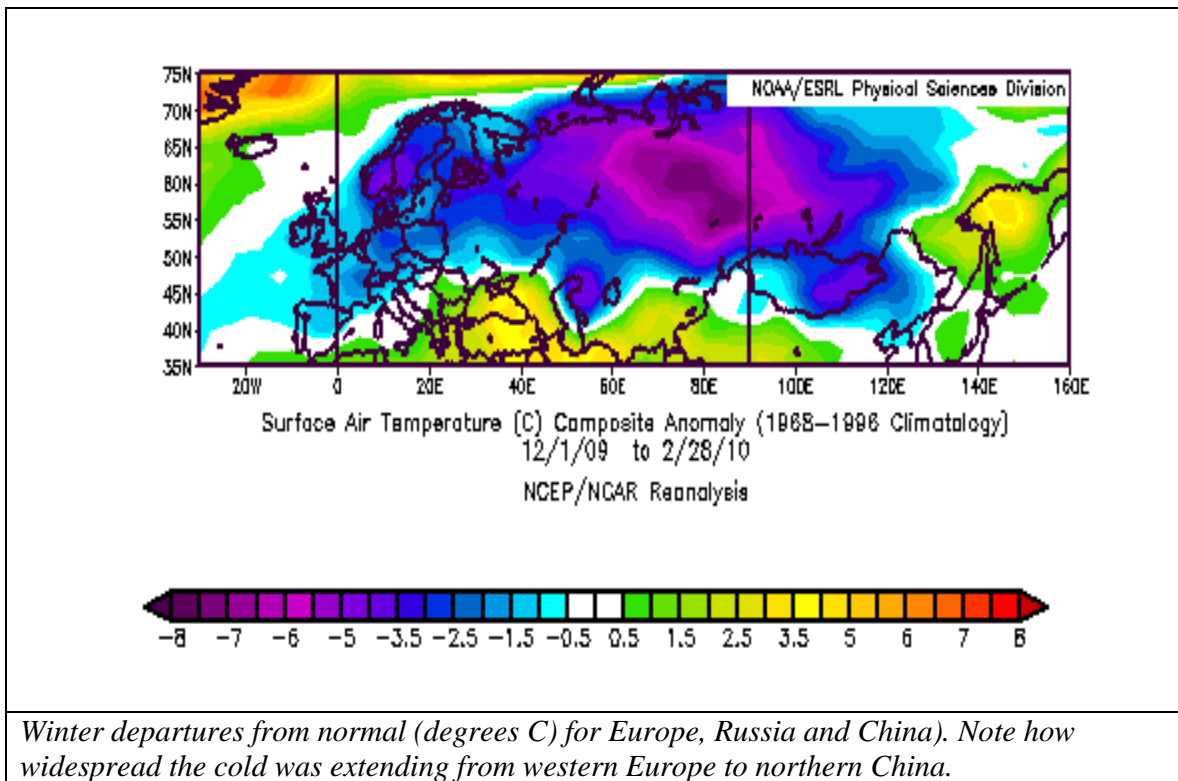 75N
NOAA/ESRL Physical Sciences Division
70N
65N
60N
55N
50N
45N
40N
35N
20W 0 20E 40E 60E 80E 100E 120E 140E 160E
Surface Air Temperature (C) Composite Anomaly (1968-1996 Climatology)
12/1/09 to 2/28/10
NCEP/NCAR Reanalysis
-8 -7 -6 -5 -3.5 -2.5 -1.5 -0.5 0.5 1.5 2.5 3.5 5 6 7 8
Winter departures from normal (degrees C) for Europe, Russia and China). Note how
widespread the cold was extending from western Europe to northern China.